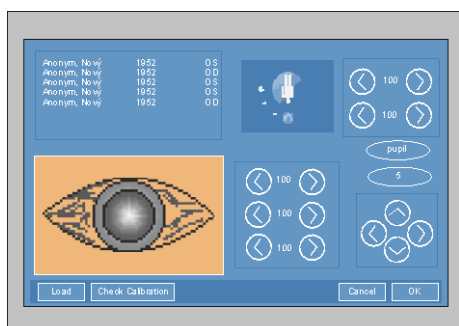 Anonym, Nový 1952 OS
Anonym, Nový 1952 OD
Anonym, Nový 1952 OS
Anonym, Nový 1952 OS
Anonym, Nový 1952 OD
100
100
pupil
5
100
100
100
Load Check Calibration Cancel OK